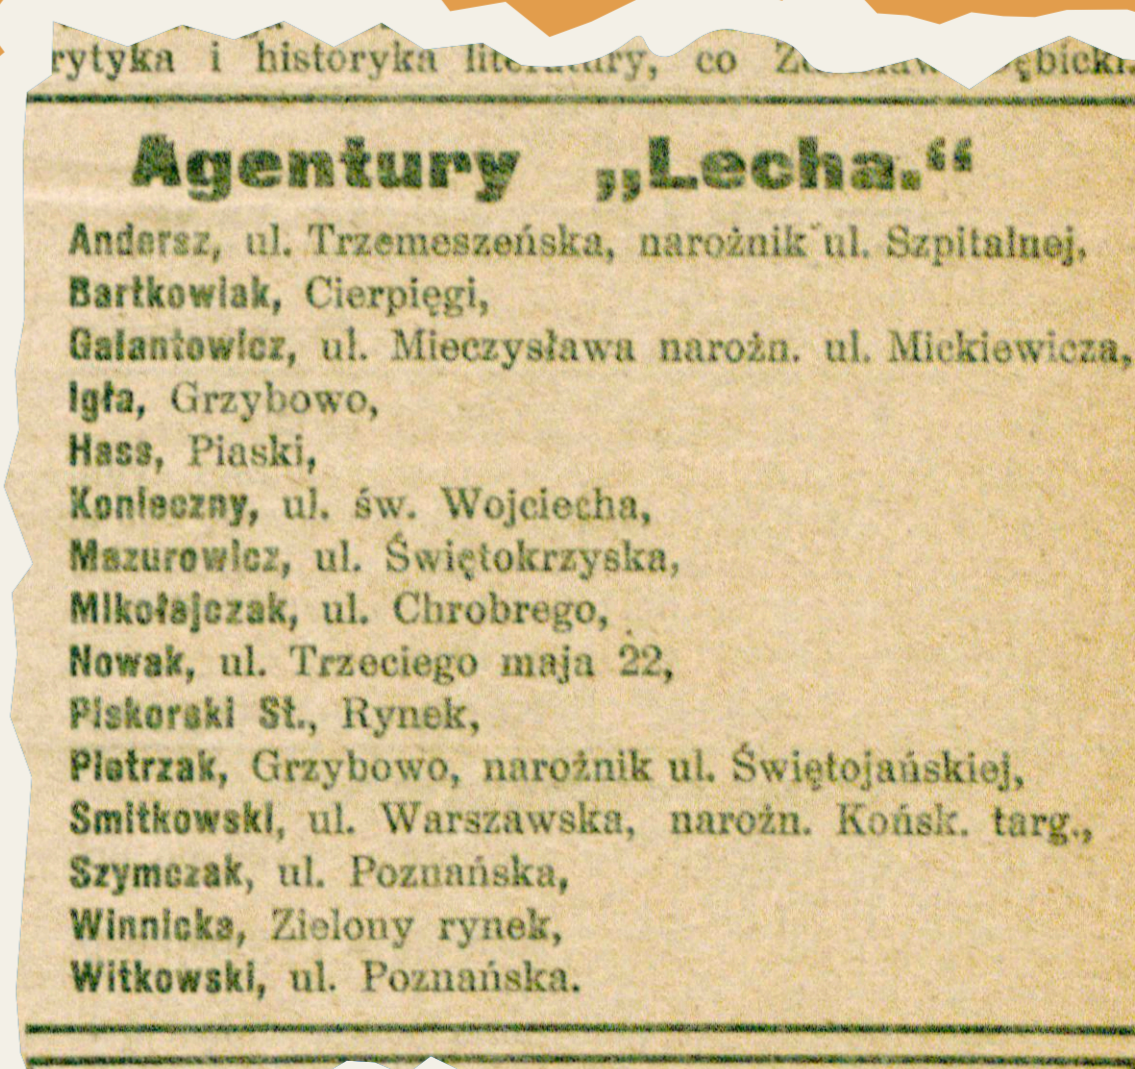 rytyka i historyka literatury, co
Agentury „Lecha.“
Andersz, ul. Trzemeszeńska, narożnik ul. Szpitalnej,
Bartkowiak, Cierpięgi,
Galantowicz, ul. Mieczysława narożn. ul. Mickiewicza,
Igła, Grzybowo,
Hass, Piaski,
Konieczny, ul. św. Wojciecha,
Mazurowicz, ul. Świętokrzyska,
Mikołajczak, ul. Chrobrego,
Nowak, ul. Trzeciego maja 22,
Piskorski St., Rynek,
Pietrzak, Grzybowo, narożnik ul. Świętojańskiej,
Smitkowski, ul. Warszawska, narożn. Końsk. targ.,
Szymczak, ul. Poznańska,
Winnicka, Zielony rynek,
Witkowski, ul. Poznańska.